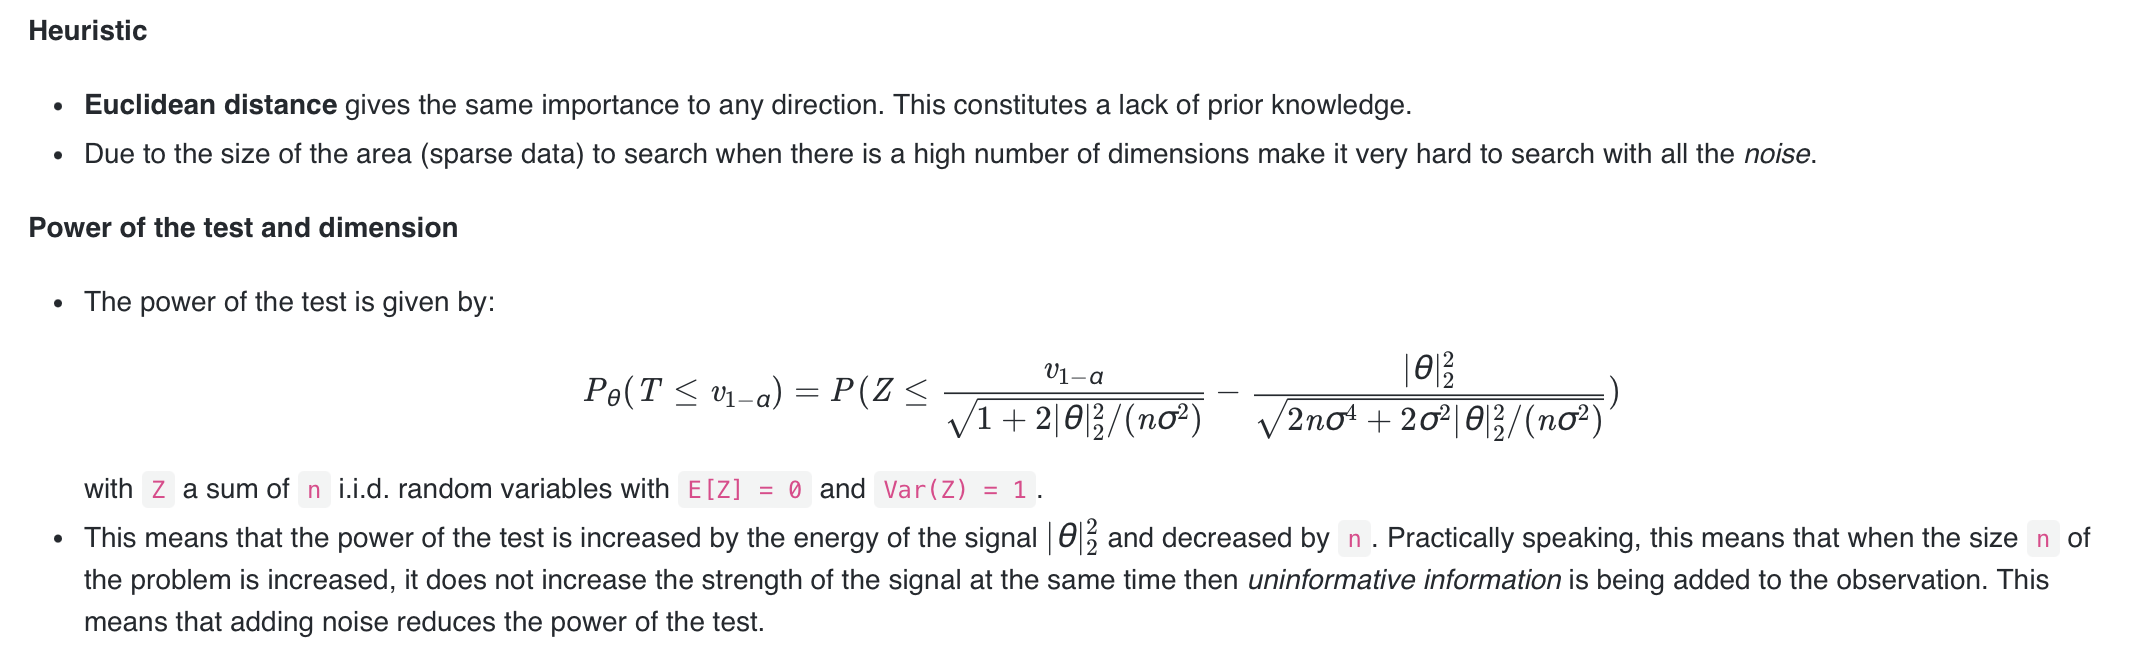 Heuristic
• Euclidean distance gives the same importance to any direction. This constitutes a lack of prior knowledge.
• Due to the size of the area (sparse data) to search when there is a high number of dimensions make it very hard to search with all the noise.
Power of the test and dimension
• The power of the test is given by:
$P_\theta(T \leq v_{1-\alpha}) = P(Z \leq \frac{v_{1-\alpha}}{\sqrt{1 + 2|\theta|_2^2/(n\sigma^2)}} - \frac{|\theta|_2^2}{\sqrt{2n\sigma^4 + 2\sigma^2|\theta|_2^2/(n\sigma^2)}})$
with Z a sum of n i.i.d. random variables with E[Z] = 0 and Var(Z) = 1 .
• This means that the power of the test is increased by the energy of the signal $|\theta|_2^2$ and decreased by n . Practically speaking, this means that when the size n of
the problem is increased, it does not increase the strength of the signal at the same time then uninformative information is being added to the observation. This
means that adding noise reduces the power of the test.